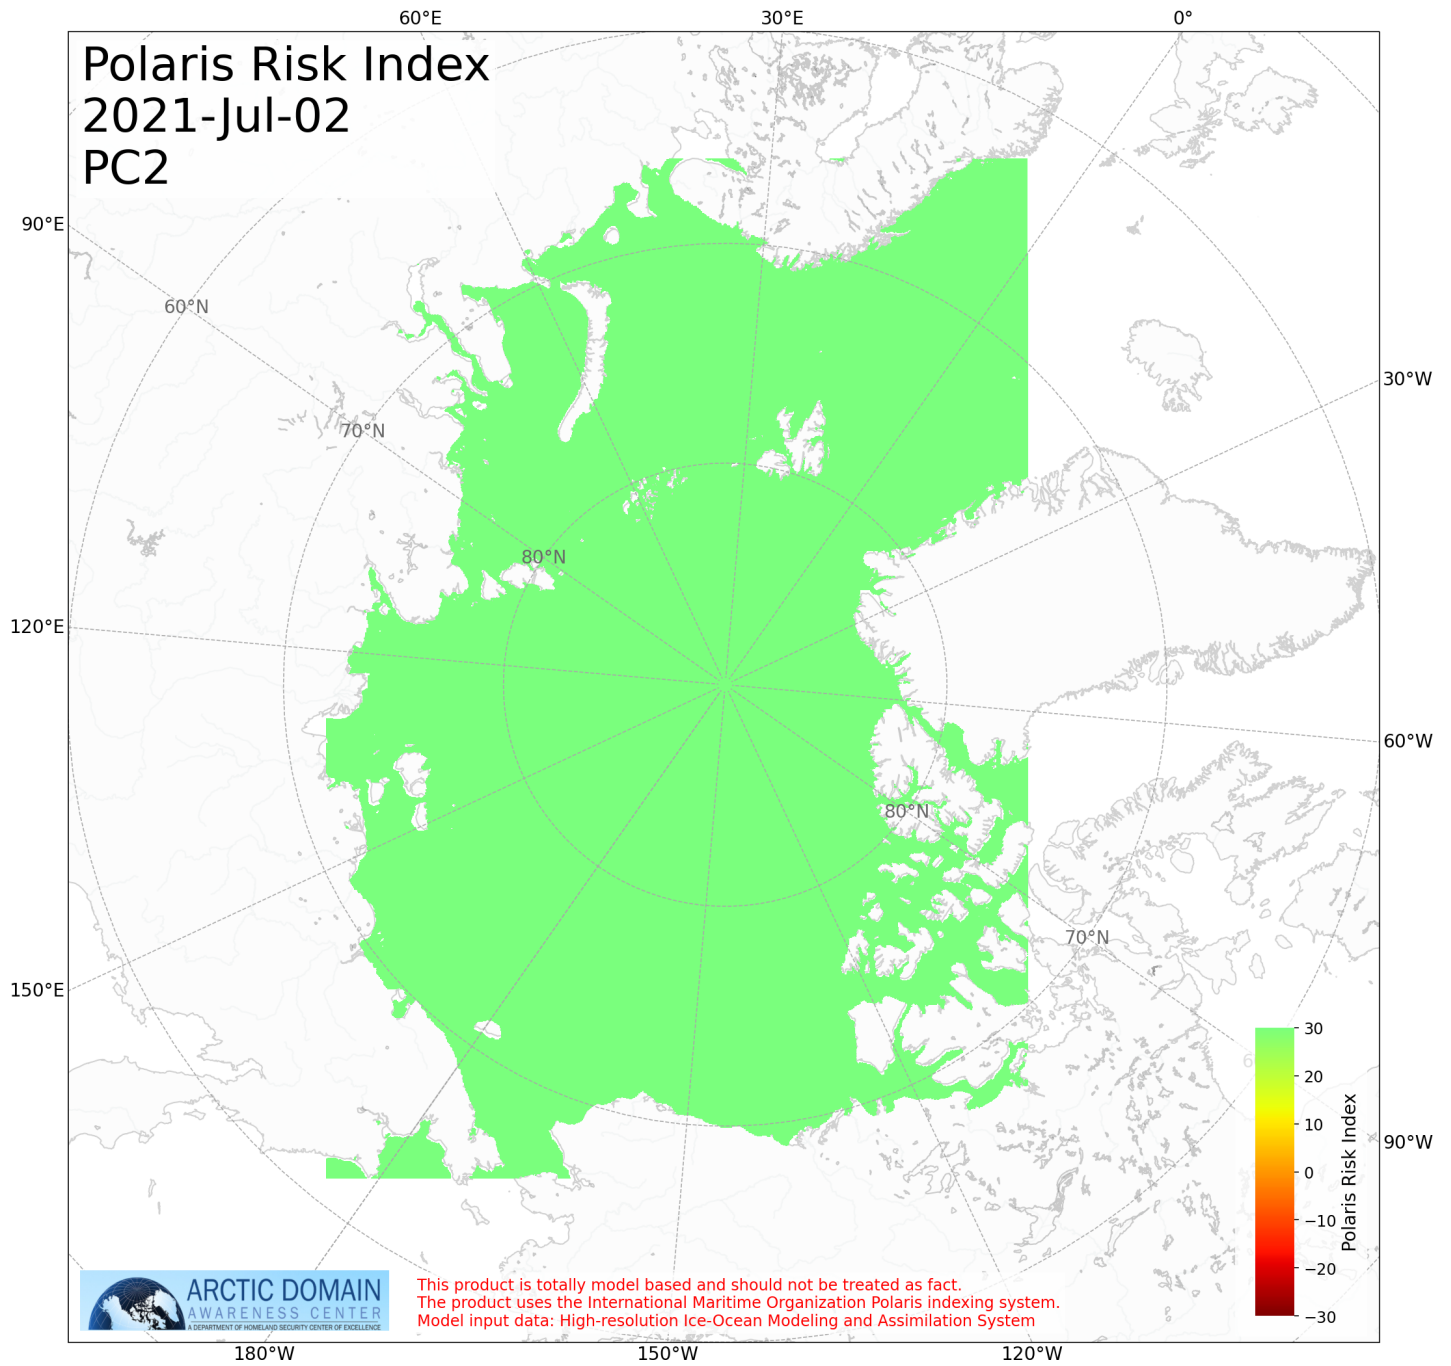 60°E 30°E 0°
Polaris Risk Index
2021-Jul-02
PC2
90°E
60°N
30°W
70°N
80°N
120°E
60°W
80°N
70°N
150°E
30
20
10
0
−10
−20
−30
Polaris Risk Index
90°W
ARCTIC DOMAIN
AWARENESS CENTER
A DEPARTMENT OF HOMELAND SECURITY CENTER OF EXCELLENCE
This product is totally model based and should not be treated as fact.
The product uses the International Maritime Organization Polaris indexing system.
Model input data: High-resolution Ice-Ocean Modeling and Assimilation System
180°W 150°W 120°W